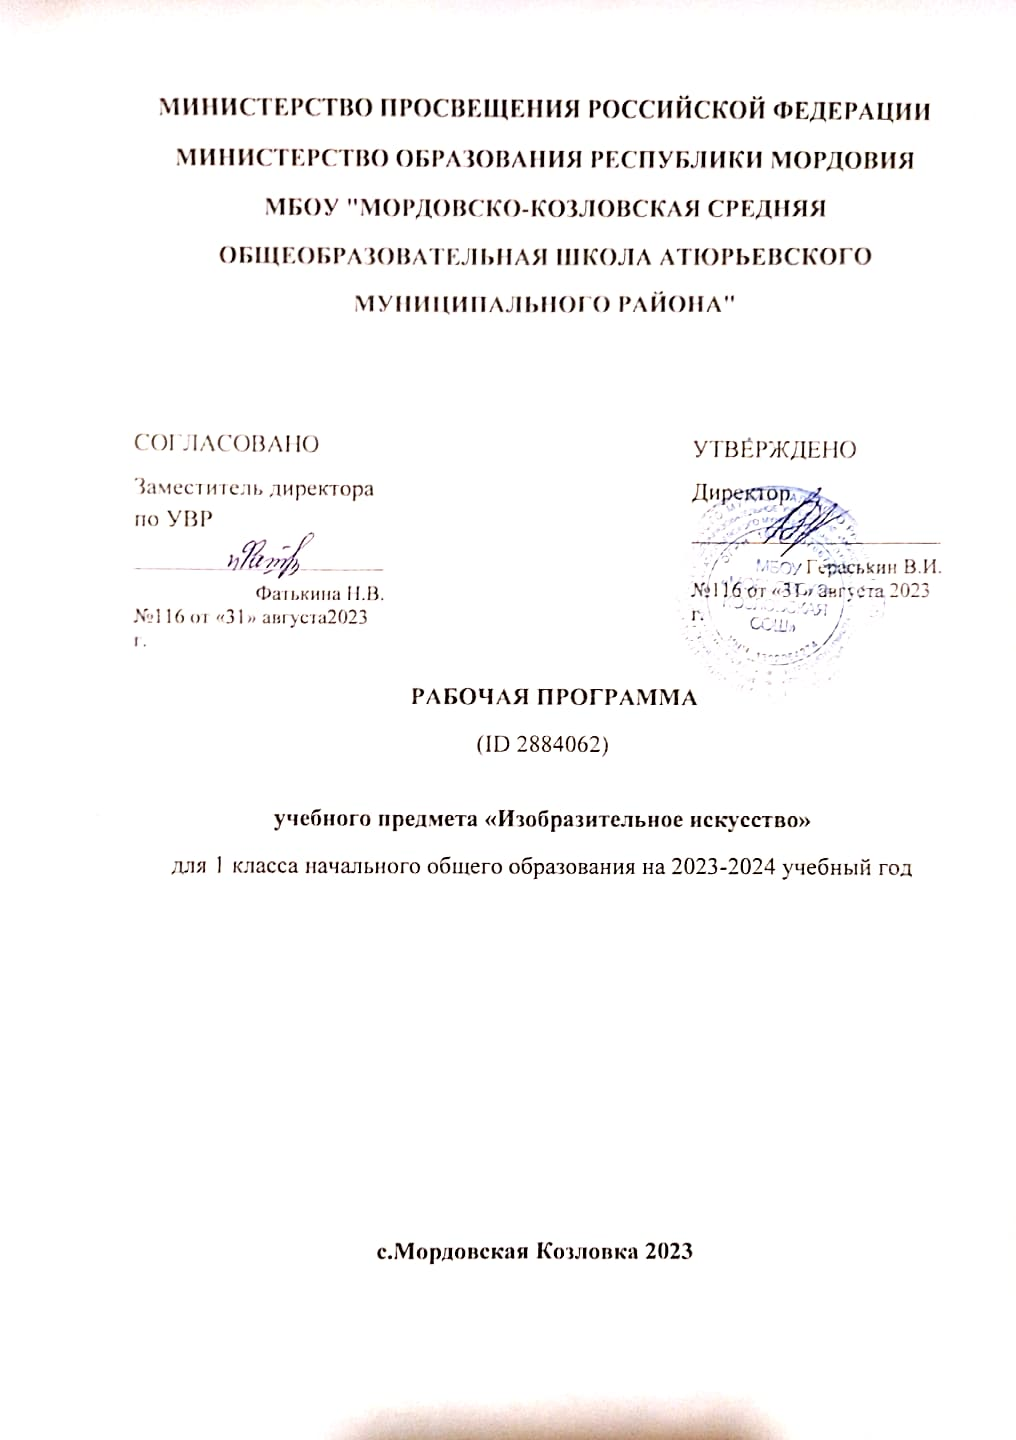 МИНИСТЕРСТВО ПРОСВЕЩЕНИЯ РОССИЙСКОЙ ФЕДЕРАЦИИ
МИНИСТЕРСТВО ОБРАЗОВАНИЯ РЕСПУБЛИКИ МОРДОВИЯ
МБОУ "МОРДОВСКО-КОЗЛОВСКАЯ СРЕДНЯЯ
ОБЩЕОБРАЗОВАТЕЛЬНАЯ ШКОЛА АТЮРЬЕВСКОГО
МУНИЦИПАЛЬНОГО РАЙОНА"
СОГЛАСОВАНО
Заместитель директора
по УВР
Фатькина Н.В.
№116 от «31» августа2023
г.
УТВЕРЖДЕНО
Директор
Гераськин В.И.
№116 от «31» августа 2023
г.
МБОУ
КОЗЛОВСКАЯ
СОШ»
РАБОЧАЯ ПРОГРАММА
(ID 2884062)
учебного предмета «Изобразительное искусство»
для 1 класса начального общего образования на 2023-2024 учебный год
с.Мордовская Козловка 2023